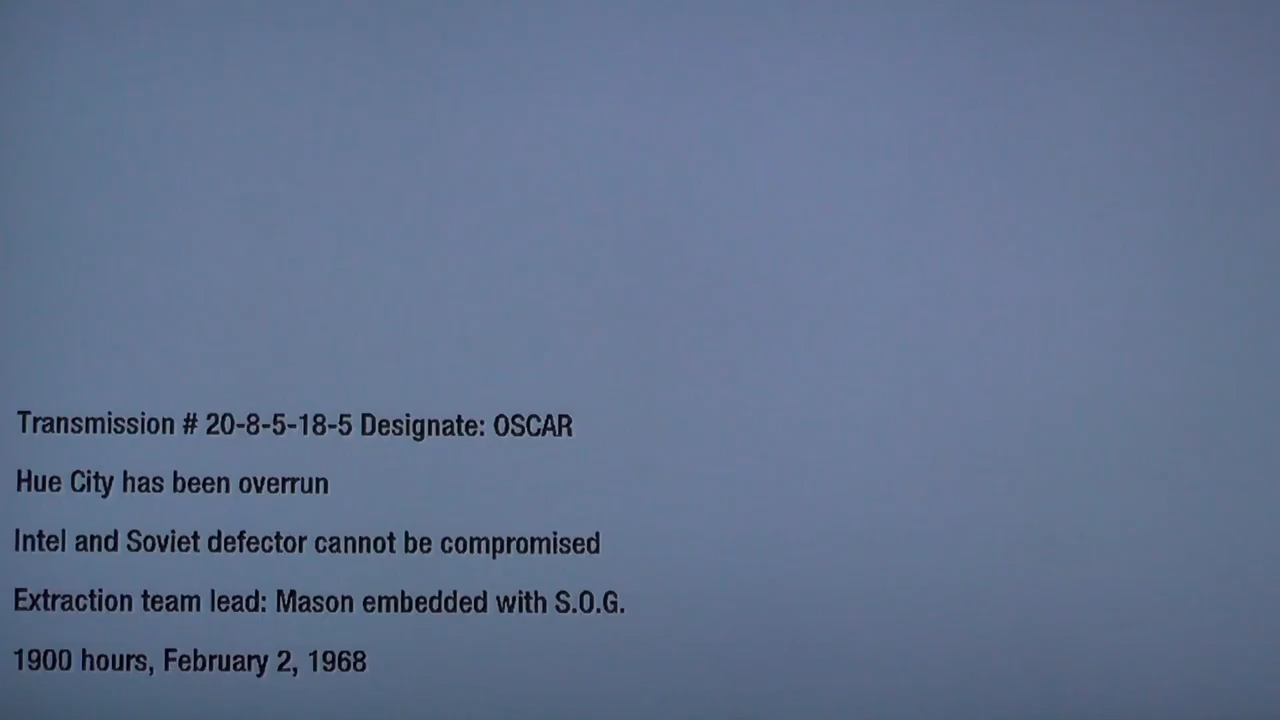 Transmission # 20-8-5-18-5 Designate: OSCAR
Hue City has been overrun
Intel and Soviet defector cannot be compromised
Extraction team lead: Mason embedded with S.O.G.
1900 hours, February 2, 1968